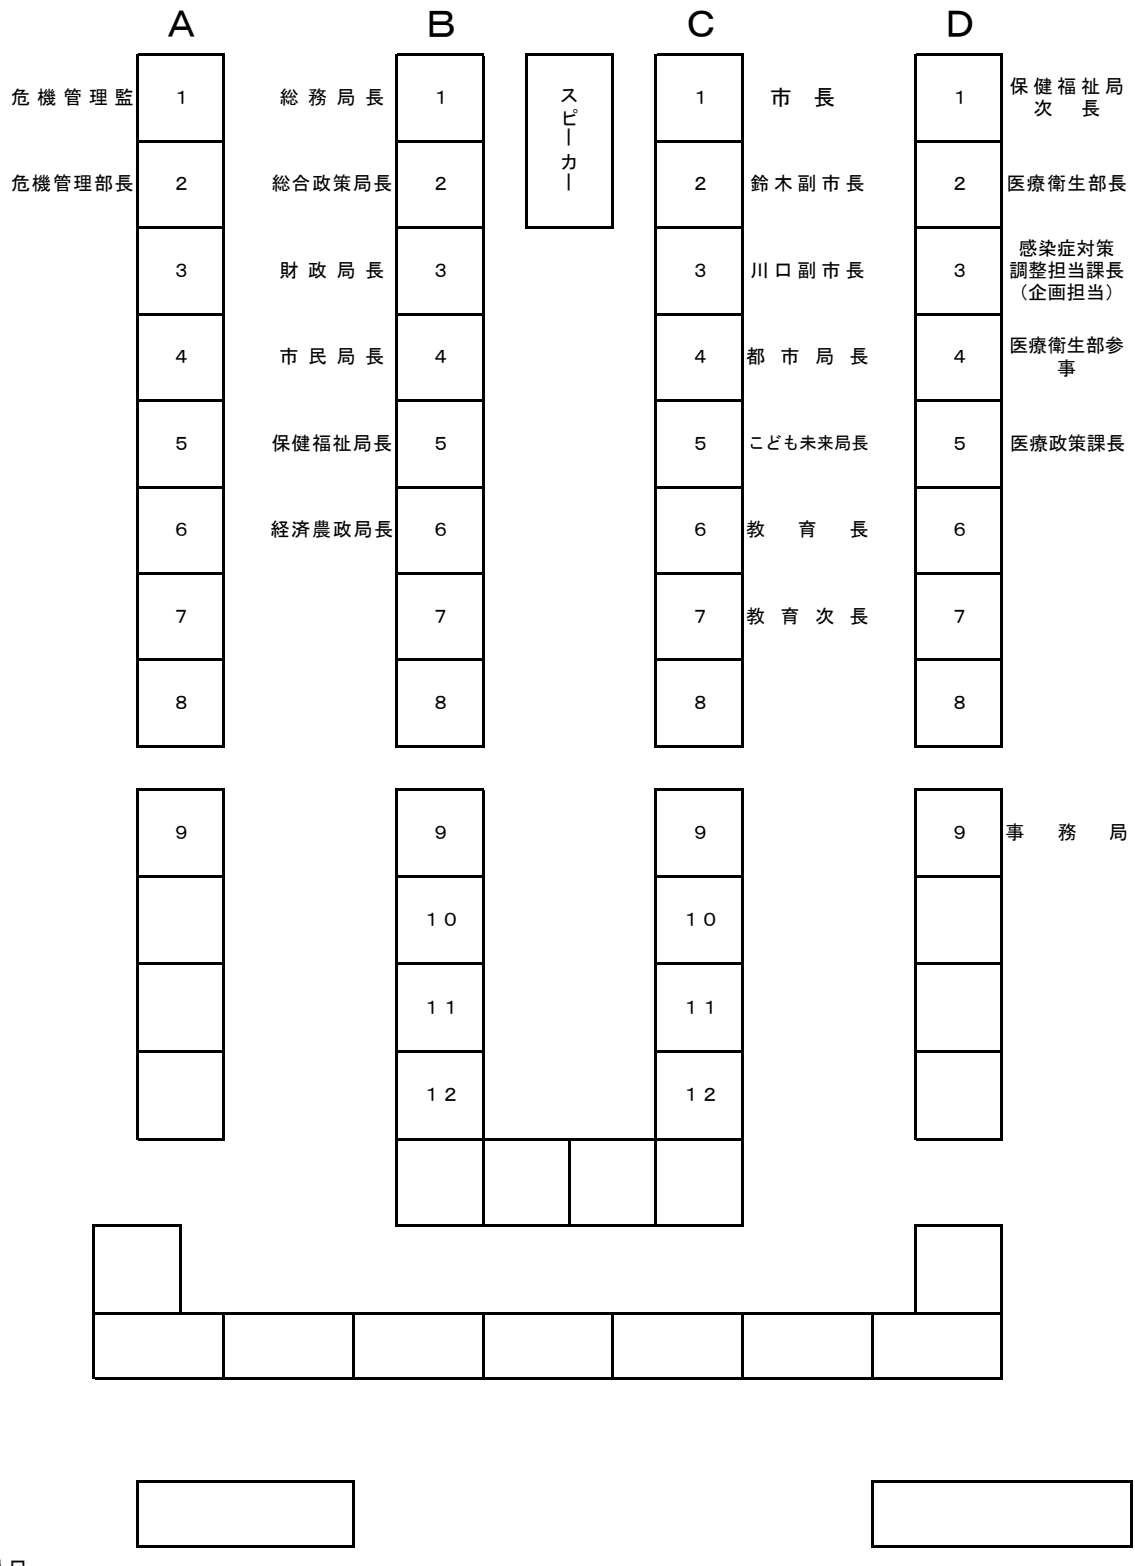 A B C D
危機管理監 1 総務局長 1 スピーカー 1 市長 1 保健福祉局
次長
危機管理部長 2 総合政策局長 2 2 鈴木副市長 2 医療衛生部長
3 財政局長 3 3 川口副市長 3 感染症対策
調整担当課長
（企画担当）
4 市民局長 4 4 都市局長 4 医療衛生部参
事
5 保健福祉局長 5 5 こども未来局長 5 医療政策課長
6 経済農政局長 6 6 教育長 6
7 7 7 教育次長 7
8 8 8 8
9 9 9 9 事務局
10 10
11 11
12 12